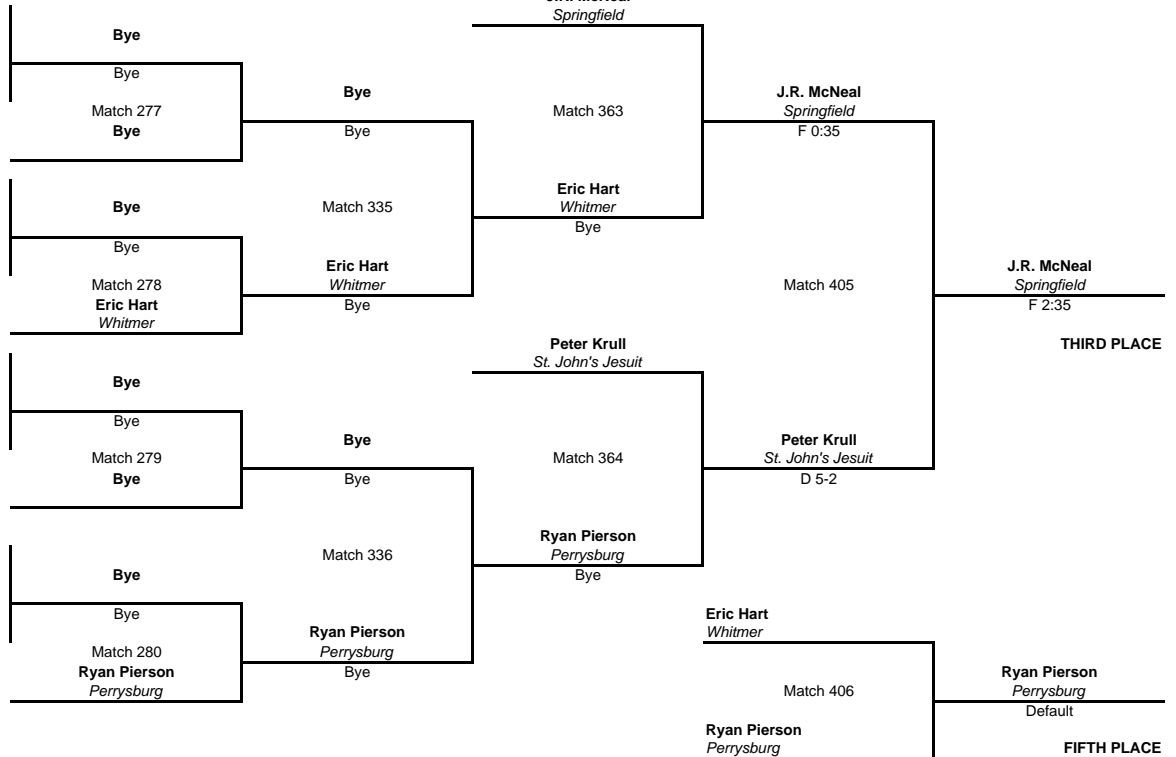 J.R. McNeal
Springfield
Bye
Bye
Match 277
Bye
Bye
Bye
Match 363
J.R. McNeal
Springfield
F 0:35
Bye
Bye
Match 278
Eric Hart
Whitmer
Match 335
Eric Hart
Whitmer
Bye
Eric Hart
Whitmer
Bye
Match 405
J.R. McNeal
Springfield
F 2:35
THIRD PLACE
Bye
Bye
Match 279
Bye
Bye
Bye
Peter Krull
St. John's Jesuit
Match 364
Peter Krull
St. John's Jesuit
D 5-2
Bye
Bye
Match 280
Ryan Pierson
Perrysburg
Match 336
Ryan Pierson
Perrysburg
Bye
Ryan Pierson
Perrysburg
Bye
Eric Hart
Whitmer
Match 406
Ryan Pierson
Perrysburg
Ryan Pierson
Perrysburg
Default
FIFTH PLACE